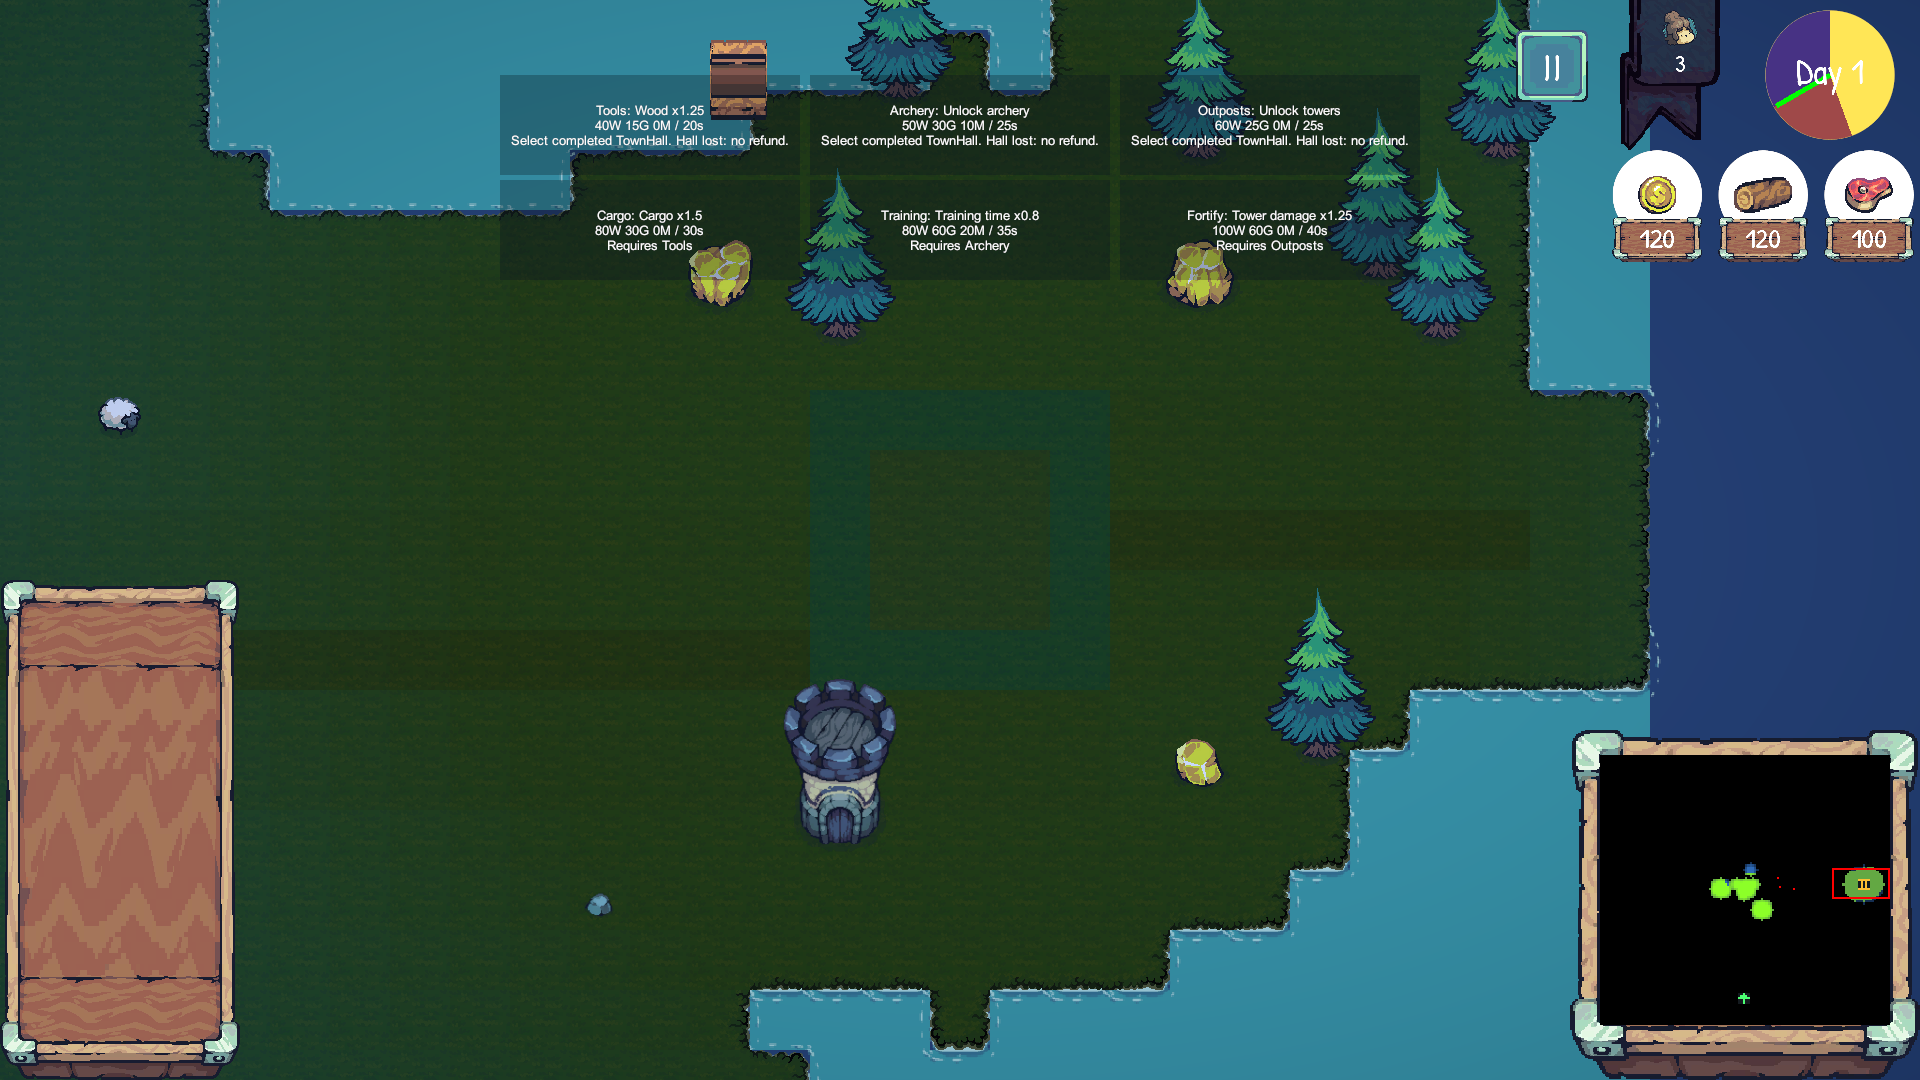 Tools: Wood x1.25
40W 15G 0M / 20s
Select completed TownHall. Hall lost: no refund.
Archery: Unlock archery
50W 30G 10M / 25s
Select completed TownHall. Hall lost: no refund.
Outposts: Unlock towers
60W 25G 0M / 25s
Select completed TownHall. Hall lost: no refund.
Cargo: Cargo x1.5
80W 30G 0M / 30s
Requires Tools
Training: Training time x0.8
80W 60G 20M / 35s
Requires Archery
Fortify: Tower damage x1.25
100W 60G 0M / 40s
Requires Outposts
3
Day 1
120
120
100